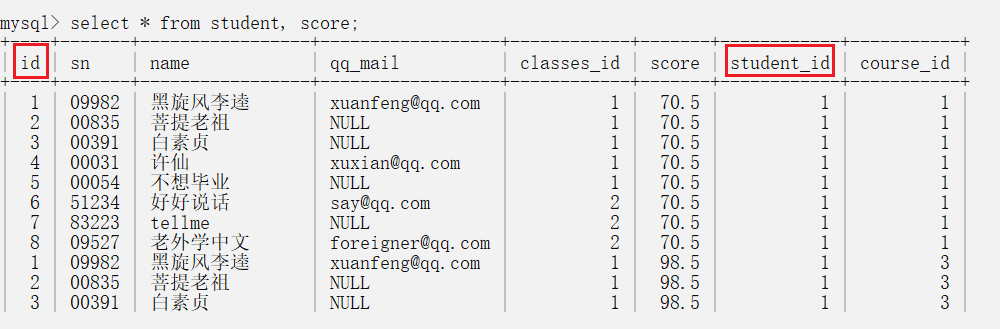 mysql> select * from student, score;
id | sn | name | qq_mail | classes_id | score | student_id | course_id
1 | 09982 | 黑旋风李逵 | xuanfeng@qq.com | 1 | 70.5 | 1 | 1
2 | 00835 | 菩提老祖 | NULL | 1 | 70.5 | 1 | 1
3 | 00391 | 白素贞 | NULL | 1 | 70.5 | 1 | 1
4 | 00031 | 许仙 | xuxian@qq.com | 1 | 70.5 | 1 | 1
5 | 00054 | 不想毕业 | NULL | 1 | 70.5 | 1 | 1
6 | 51234 | 好好说话 | say@qq.com | 2 | 70.5 | 1 | 1
7 | 83223 | tellme | NULL | 2 | 70.5 | 1 | 1
8 | 09527 | 老外学中文 | foreigner@qq.com | 2 | 70.5 | 1 | 1
1 | 09982 | 黑旋风李逵 | xuanfeng@qq.com | 1 | 98.5 | 1 | 3
2 | 00835 | 菩提老祖 | NULL | 1 | 98.5 | 1 | 3
3 | 00391 | 白素贞 | NULL | 1 | 98.5 | 1 | 3